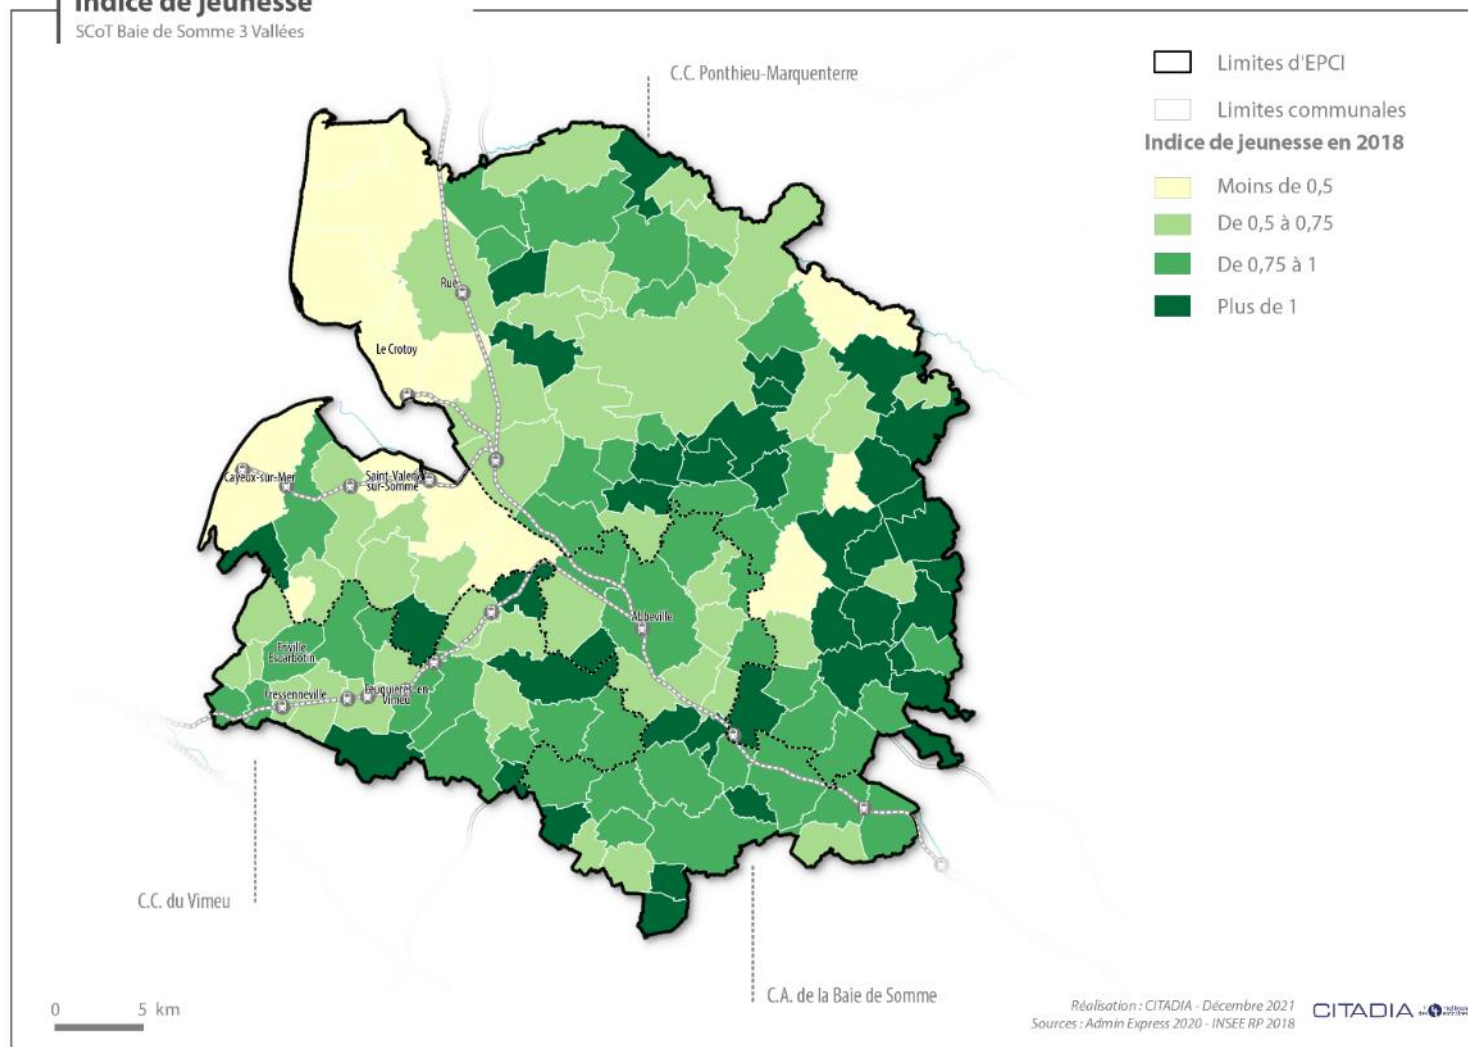 Indice de jeunesse
SCoT Baie de Somme 3 Vallées
C.C. Ponthieu-Marquenterre
Limites d'EPCI
Limites communales
Indice de jeunesse en 2018
Moins de 0,5
De 0,5 à 0,75
De 0,75 à 1
Plus de 1
Rue
Le Crotoy
Cayeux-sur-Mer
Saint-Valery
sur-Somme
Abbeville
Friville
Escarbotin
Fressenneville
Feuquières-en
Vimeu
C.C. du Vimeu
C.A. de la Baie de Somme
0 5 km
Réalisation : CITADIA - Décembre 2021
Sources : Admin Express 2020 - INSEE RP 2018
CITADIA